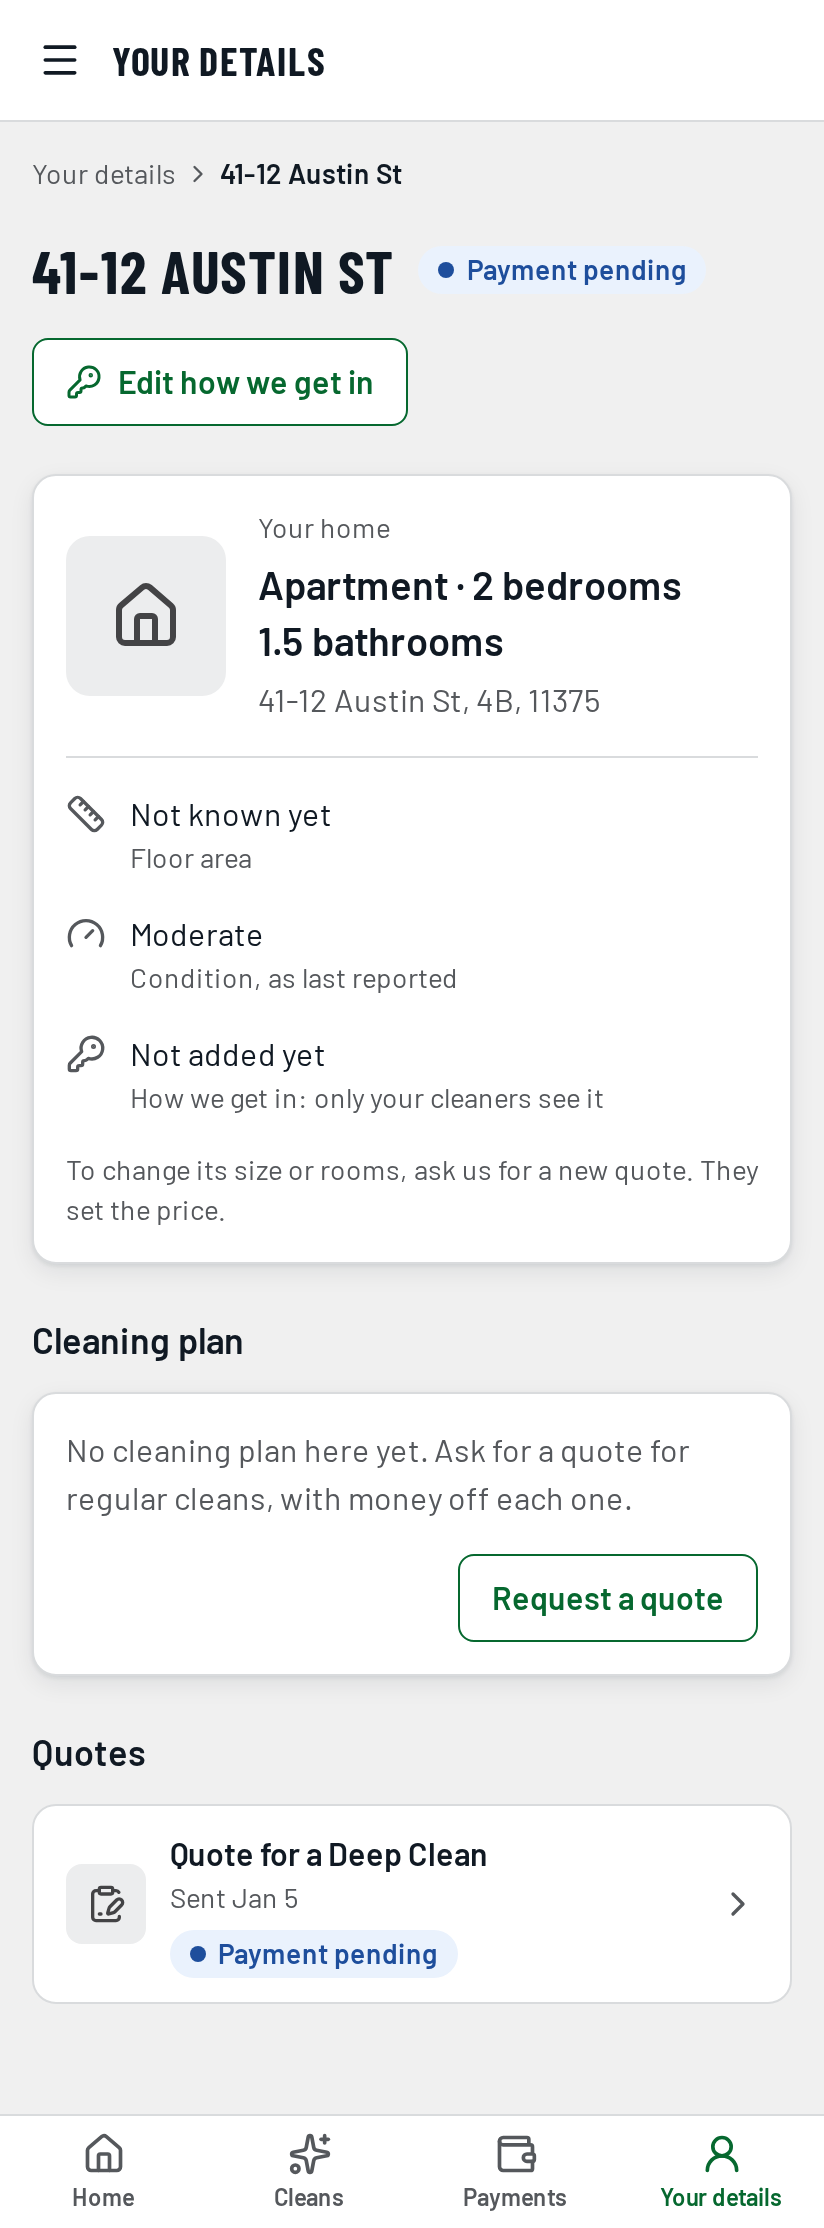 YOUR DETAILS
Your details > 41-12 Austin St
41-12 AUSTIN ST
Payment pending
Edit how we get in
Your home
Apartment · 2 bedrooms
1.5 bathrooms
41-12 Austin St, 4B, 11375
Not known yet
Floor area
Moderate
Condition, as last reported
Not added yet
How we get in: only your cleaners see it
To change its size or rooms, ask us for a new quote. They
set the price.
Cleaning plan
No cleaning plan here yet. Ask for a quote for
regular cleans, with money off each one.
Request a quote
Quotes
Quote for a Deep Clean
Sent Jan 5
Payment pending
Home
Cleans
Payments
Your details